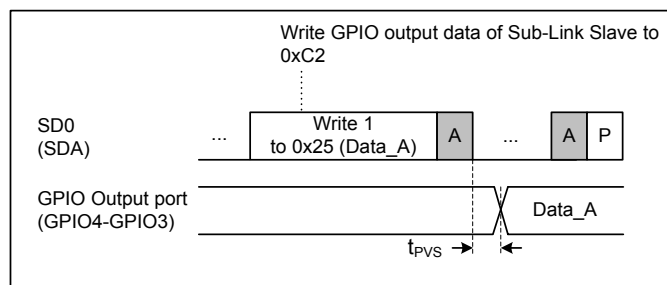 Write GPIO output data of Sub-Link Slave to
0xC2
SD0
(SDA)
...
Write 1
to 0x25 (Data_A)
A
...
A
P
GPIO Output port
(GPIO4-GPIO3)
Data_A
tPVS